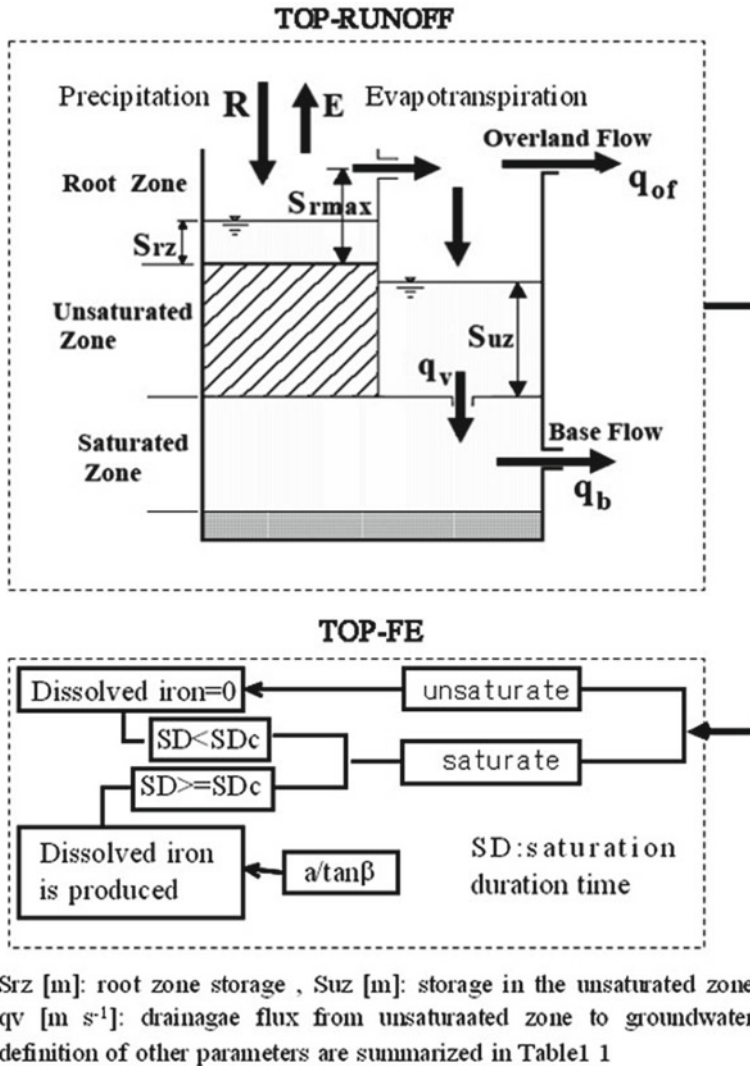 TOP-RUNOFF
Precipitation R E Evapotranspiration
Overland Flow
Root Zone
Srmax
qof
Srz
Unsaturated
Zone
Suz
qv
Saturated
Zone
Base Flow
qb
TOP-FE
Dissolved iron=0
unsaturate
SD<SDc
saturate
SD>=SDc
Dissolved iron
is produced
a/tanβ
SD:saturation
duration time
Srz [m]: root zone storage , Suz [m]: storage in the unsaturated zone
qv [m s-1]: drainagae flux from unsaturaated zone to groundwater
definition of other parameters are summarized in Table1 1